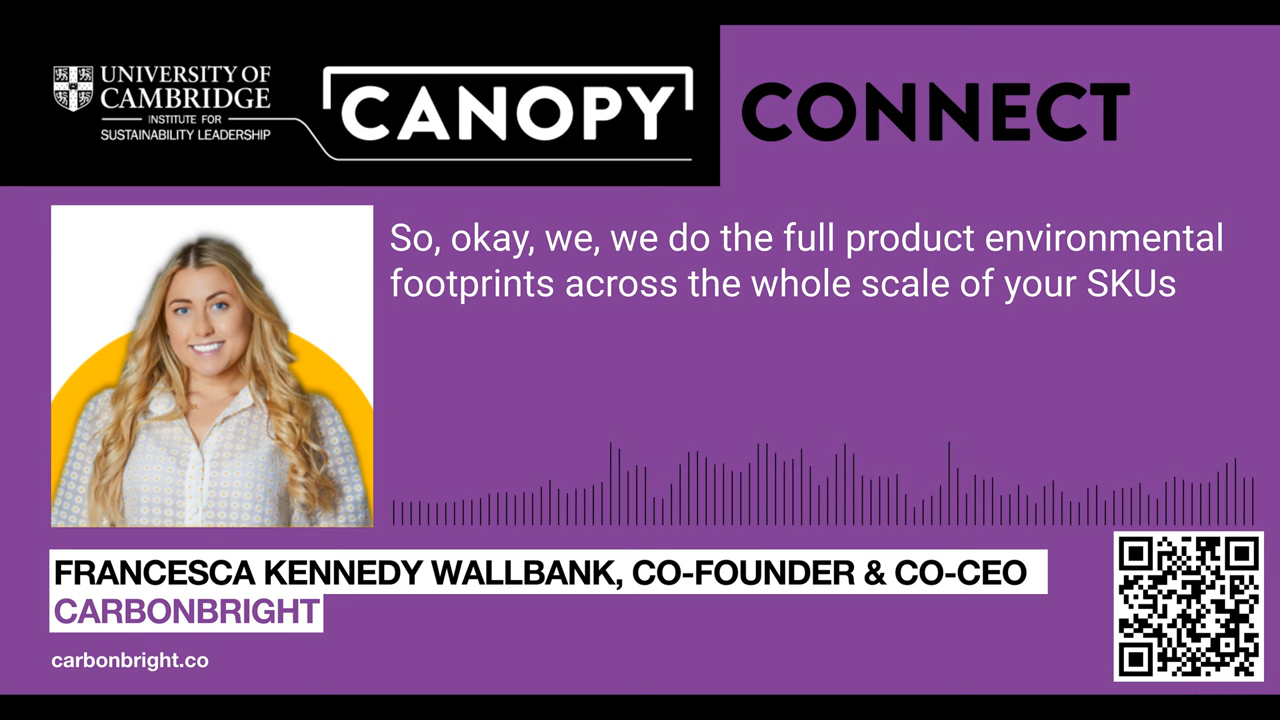 UNIVERSITY OF
CAMBRIDGE
INSTITUTE FOR
SUSTAINABILITY LEADERSHIP
CANOPY
CONNECT
So, okay, we, we do the full product environmental
footprints across the whole scale of your SKUs
FRANCESCA KENNEDY WALLBANK, CO-FOUNDER & CO-CEO
CARBONBRIGHT
carbonbright.co